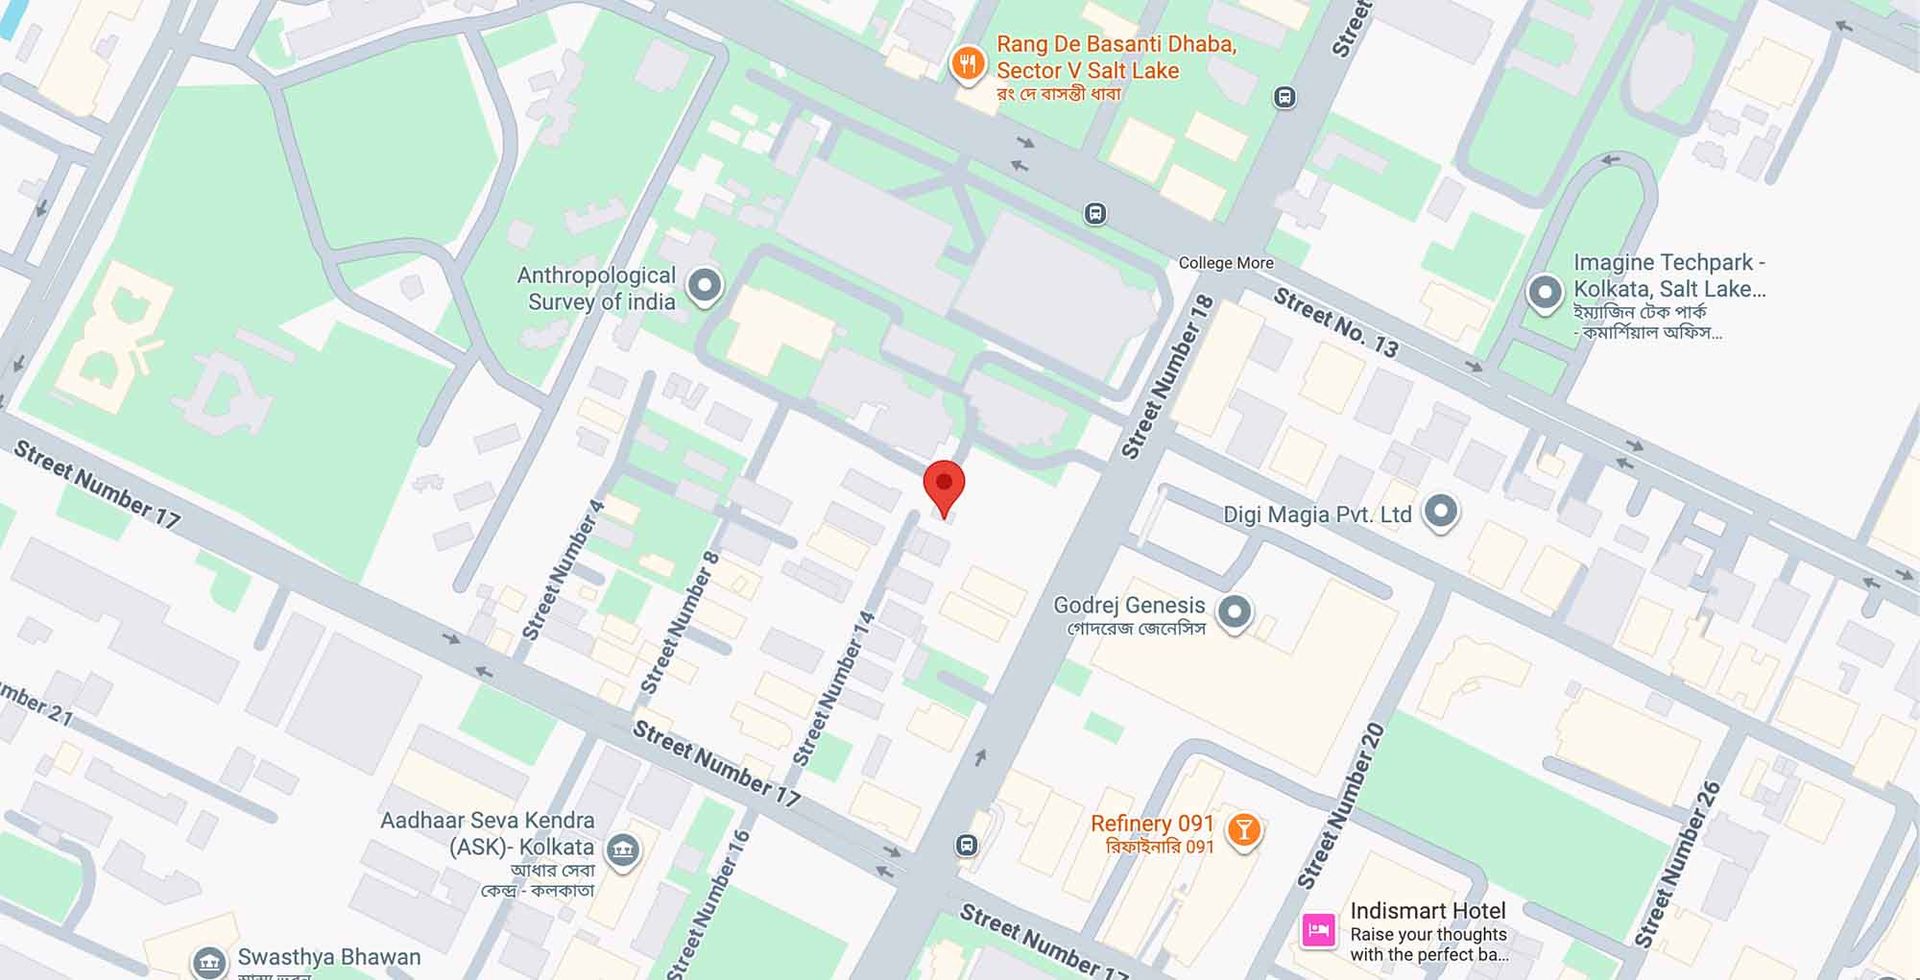 Rang De Basanti Dhaba,
Sector V Salt Lake
রং দে বাসন্তী ধাবা
Street
College More
Anthropological
Survey of india
Imagine Techpark -
Kolkata, Salt Lake...
ইম্যাজিন টেক পার্ক
- কমার্শিয়াল অফিস...
Street No. 13
Street Number 18
Street Number 17
Digi Magia Pvt. Ltd
Street Number 4
Street Number 8
Godrej Genesis
গোদরেজ জেনেসিস
Street Number 14
umber 21
Street Number 17
Street Number 20
Street Number 26
Aadhaar Seva Kendra
(ASK)- Kolkata
আধার সেবা
কেন্দ্র - কলকাতা
Refinery 091
রিফাইনারি 091
Street Number 16
Indismart Hotel
Raise your thoughts
with the perfect ba...
Street Number 17
Swasthya Bhawan